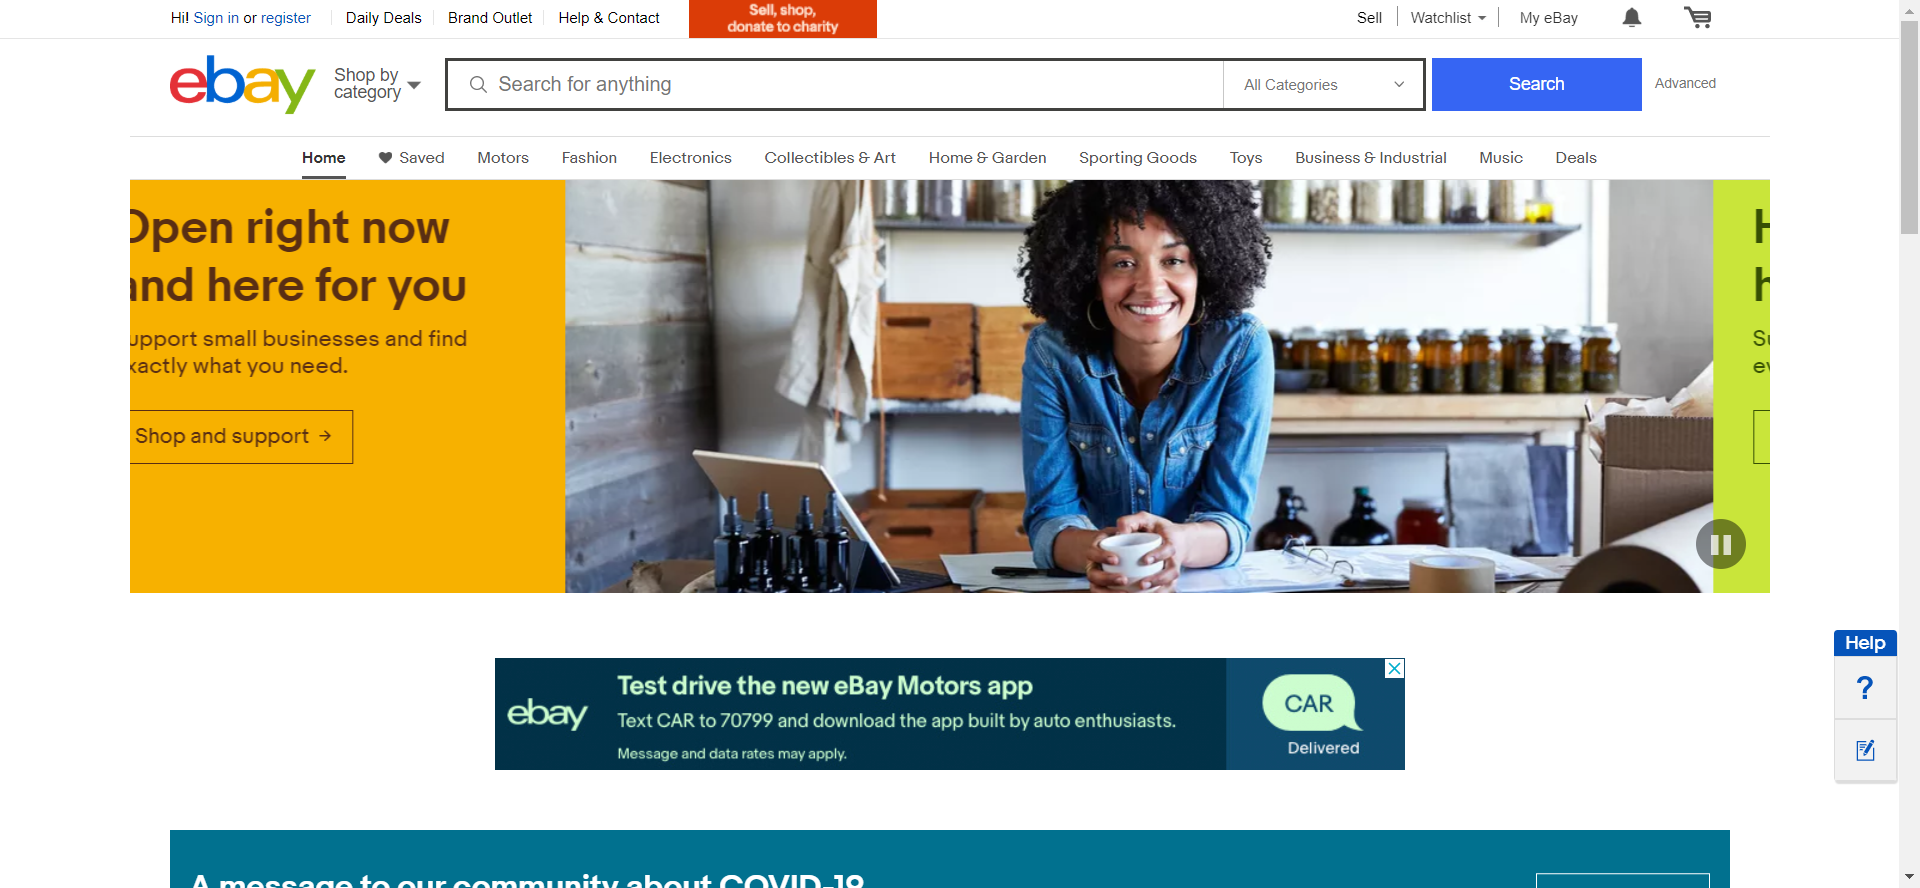 Hi! Sign in or register
Daily Deals
Brand Outlet
Help & Contact
Sell, shop,
donate to charity
Sell
Watchlist
My eBay
ebay
Shop by
category
Search for anything
All Categories
Search
Advanced
Home
Saved
Motors
Fashion
Electronics
Collectibles & Art
Home & Garden
Sporting Goods
Toys
Business & Industrial
Music
Deals
Open right now
and here for you
upport small businesses and find
xactly what you need.
Shop and support →
Help
?
ebay
Test drive the new eBay Motors app
Text CAR to 70799 and download the app built by auto enthusiasts.
Message and data rates may apply.
CAR
Delivered
A message to our community about COVID-19